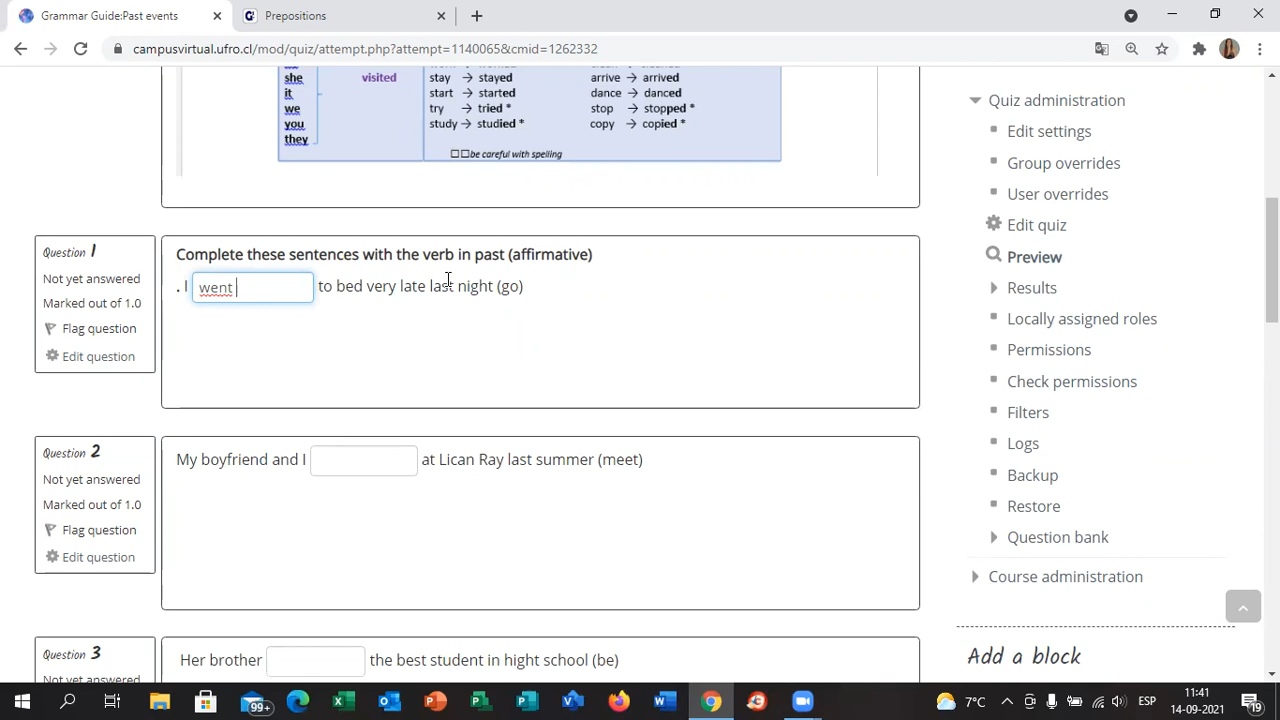 Grammar Guide:Past events
Prepositions
campusvirtual.ufro.cl/mod/quiz/attempt.php?attempt=1140065&cmid=1262332
she
it
we
you
they
visited
stay → stayed
start → started
try → tried *
study → studied *
arrive → arrived
dance → danced
stop → stopped *
copy → copied *
be careful with spelling
Question 1
Not yet answered
Marked out of 1.0
Flag question
Edit question
Complete these sentences with the verb in past (affirmative)
. I went to bed very late last night (go)
Question 2
Not yet answered
Marked out of 1.0
Flag question
Edit question
My boyfriend and I at Lican Ray last summer (meet)
Question 3
Not yet answered
Her brother the best student in hight school (be)
Quiz administration
Edit settings
Group overrides
User overrides
Edit quiz
Preview
Results
Locally assigned roles
Permissions
Check permissions
Filters
Logs
Backup
Restore
Question bank
Course administration
Add a block
99+
7°C
ESP
11:41
14-09-2021
19